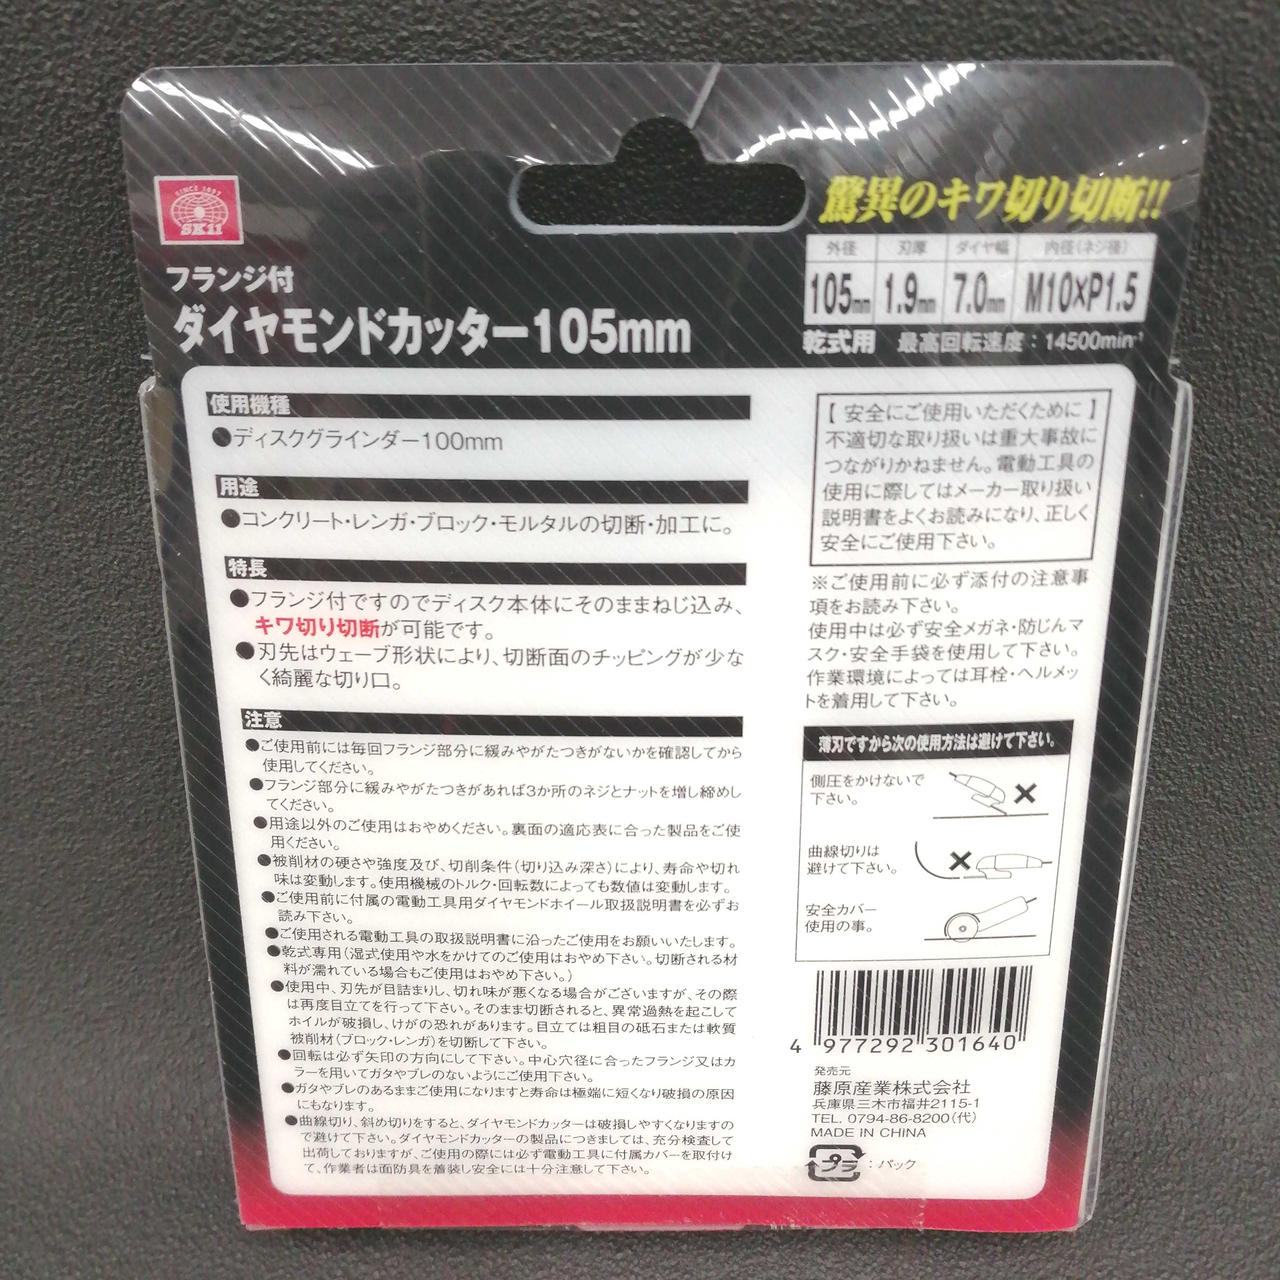 SINCE 1897
SK11
フランジ付
ダイヤモンドカッター105mm
驚異のキワ切り切断!!
外径 刃厚 ダイヤ幅 内径(ネジ径)
105mm 1.9mm 7.0mm M10×P1.5
乾式用 最高回転速度:14500min⁻¹
使用機種
●ディスクグラインダー100mm
用途
●コンクリート・レンガ・ブロック・モルタルの切断・加工に。
特長
●フランジ付ですのでディスク本体にそのままねじ込み、
キワ切り切断が可能です。
●刃先はウェーブ形状により、切断面のチッピングが少な
く綺麗な切り口。
注意
●ご使用前には毎回フランジ部分に緩みやがたつきがないかを確認してから
使用してください。
●フランジ部分に緩みやがたつきがあれば3か所のネジとナットを増し締めし
てください。
●用途以外のご使用はおやめください。裏面の適応表に合った製品をご使
用ください。
●被削材の硬さや強度及び、切削条件(切り込み深さ)により、寿命や切れ
味は変動します。使用機械のトルク・回転数によっても数値は変動します。
●ご使用前に付属の電動工具用ダイヤモンドホイール取扱説明書を必ずお
読み下さい。
●ご使用される電動工具の取扱説明書に沿ったご使用をお願いいたします。
●乾式専用(湿式使用や水をかけてのご使用はおやめ下さい。切断される材
料が濡れている場合もご使用はおやめ下さい。)
●使用中、刃先が目詰まりし、切れ味が悪くなる場合がございますが、その際
は再度目立てを行って下さい。そのまま切断されると、異常過熱を起こして
ホイルが破損し、けがの恐れがあります。目立ては粗目の砥石または軟質
被削材(ブロック・レンガ)を切断して下さい。
●回転は必ず矢印の方向にして下さい。中心穴径に合ったフランジ又はカ
ラーを用いてガタやブレのないようにご使用下さい。
●ガタやブレのあるままご使用になりますと寿命は極端に短くなり破損の原因
にもなります。
●曲線切り、斜め切りをすると、ダイヤモンドカッターは破損しやすくなりますの
で避けて下さい。ダイヤモンドカッターの製品につきましては、充分検査して
出荷しておりますが、ご使用の際には必ず電動工具に付属カバーを取付け
て、作業者は面防具を着装し安全には十分注意して下さい。
【 安全にご使用いただくために 】
不適切な取り扱いは重大事故に
つながりかねません。電動工具の
使用に際してはメーカー取り扱い
説明書をよくお読みになり、正しく
安全にご使用下さい。
※ご使用前に必ず添付の注意事
項をお読み下さい。
使用中は必ず安全メガネ・防じんマ
スク・安全手袋を使用して下さい。
作業環境によっては耳栓・ヘルメッ
トを着用して下さい。
薄刃ですから次の使用方法は避けて下さい。
側圧をかけないで
下さい。
曲線切りは
避けて下さい。
安全カバー
使用の事。
4 977292 301640
発売元
藤原産業株式会社
兵庫県三木市福井2115-1
TEL. 0794-86-8200(代)
MADE IN CHINA
プラ :パック